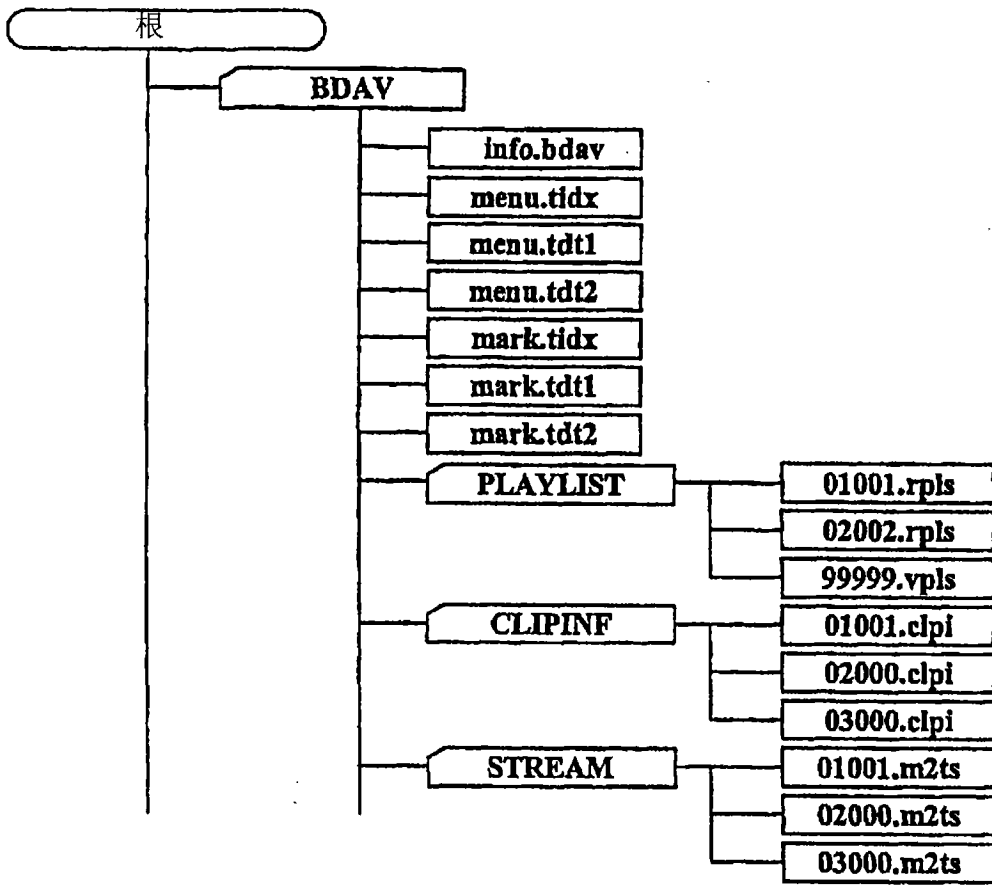 根
BDAV
info.bdav
menu.tidx
menu.tdt1
menu.tdt2
mark.tidx
mark.tdt1
mark.tdt2
PLAYLIST
01001.rpls
02002.rpls
99999.vpls
CLIPINF
01001.clpi
02000.clpi
03000.clpi
STREAM
01001.m2ts
02000.m2ts
03000.m2ts